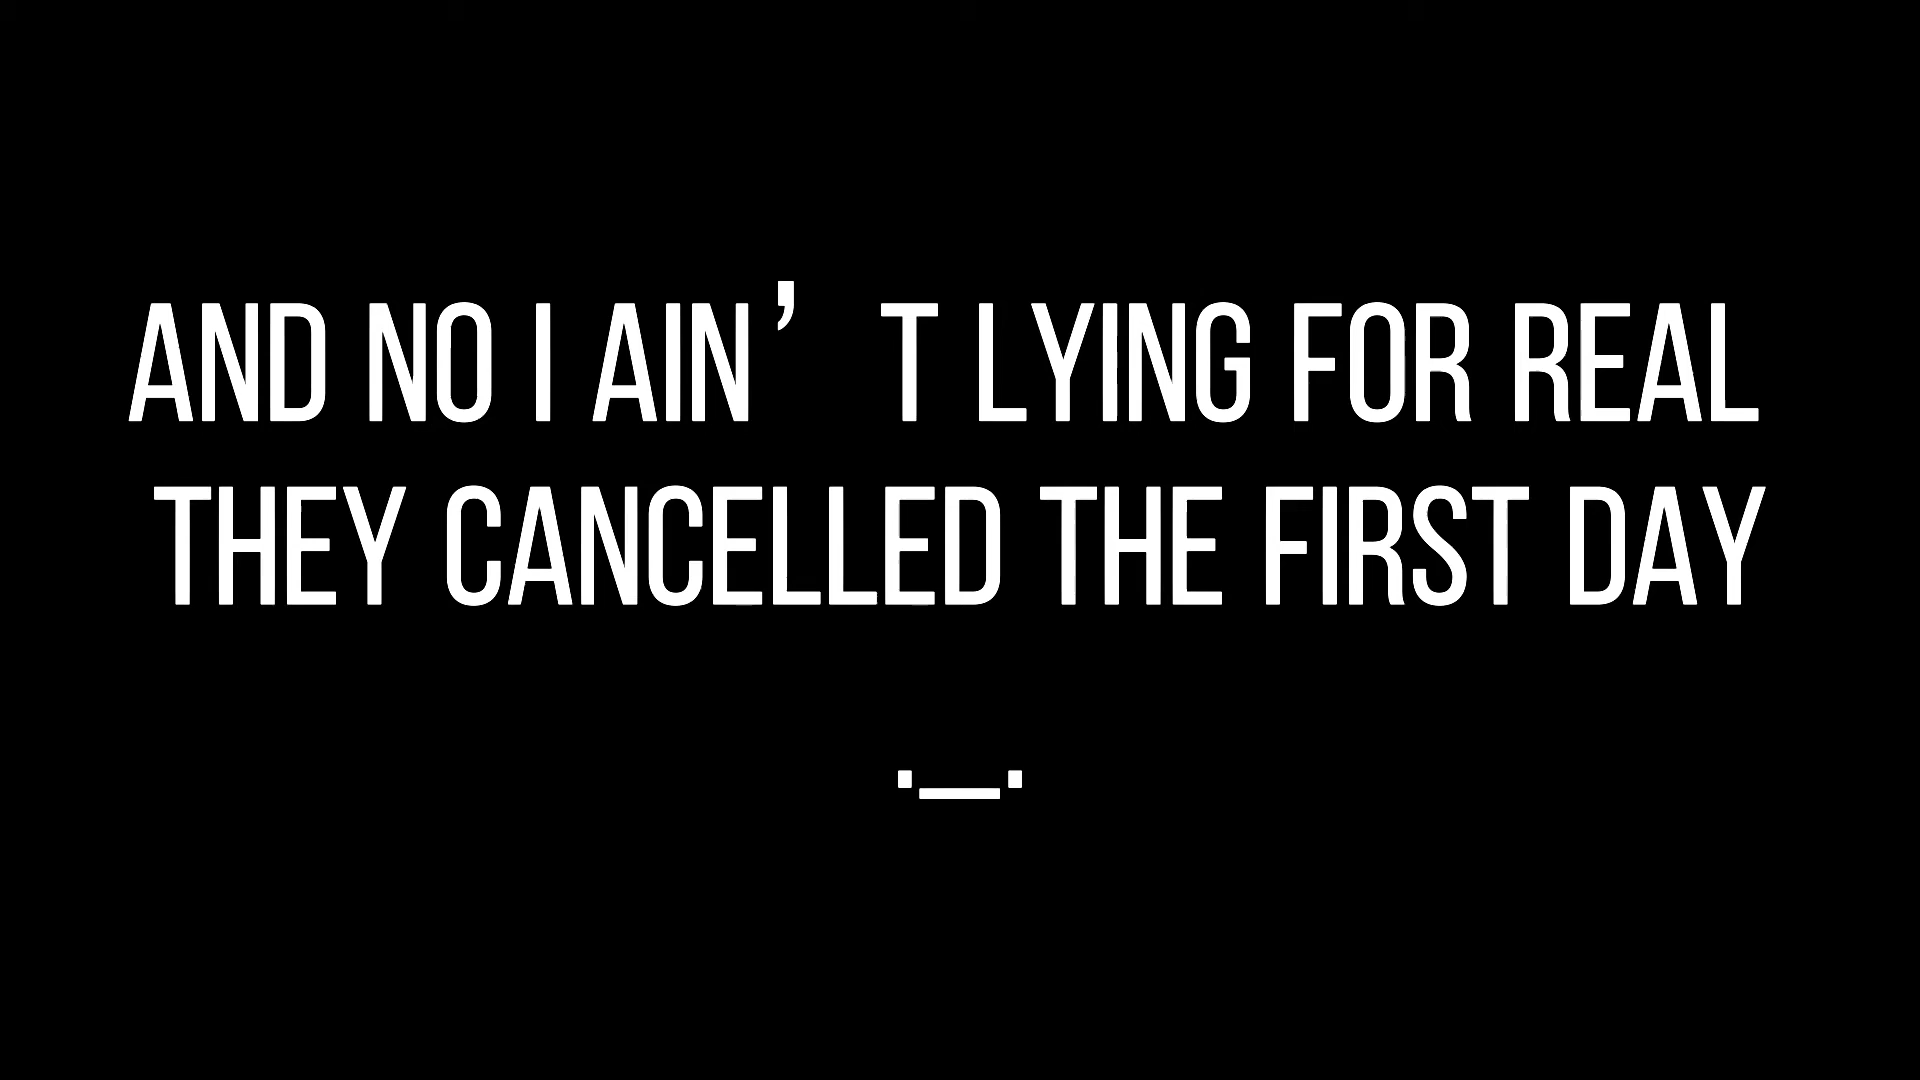 AND NO I AIN’T LYING FOR REAL
THEY CANCELLED THE FIRST DAY
._.